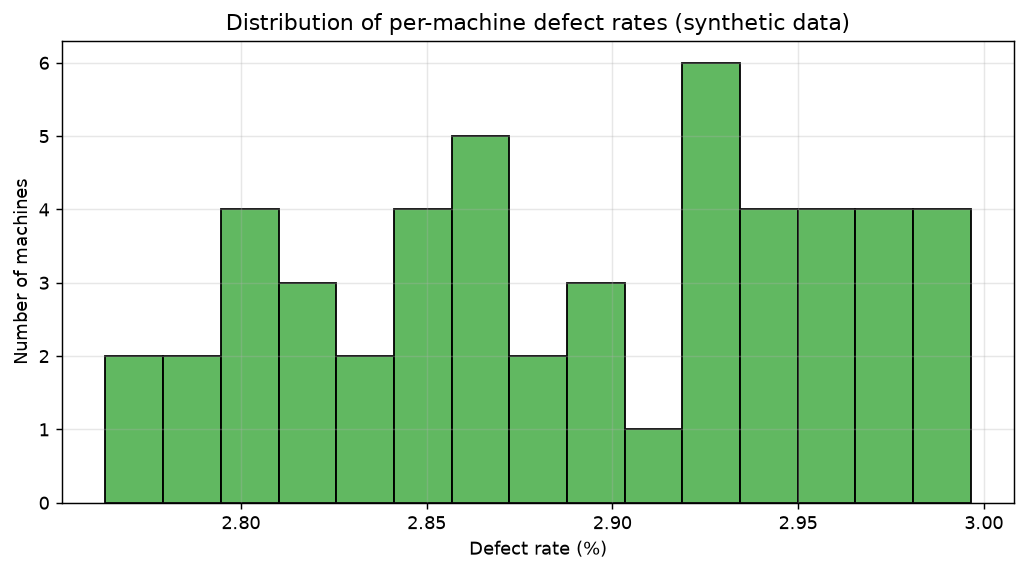 Distribution of per-machine defect rates (synthetic data)
Number of machines
6
5
4
3
2
1
0
2.80 2.85 2.90 2.95 3.00
Defect rate (%)